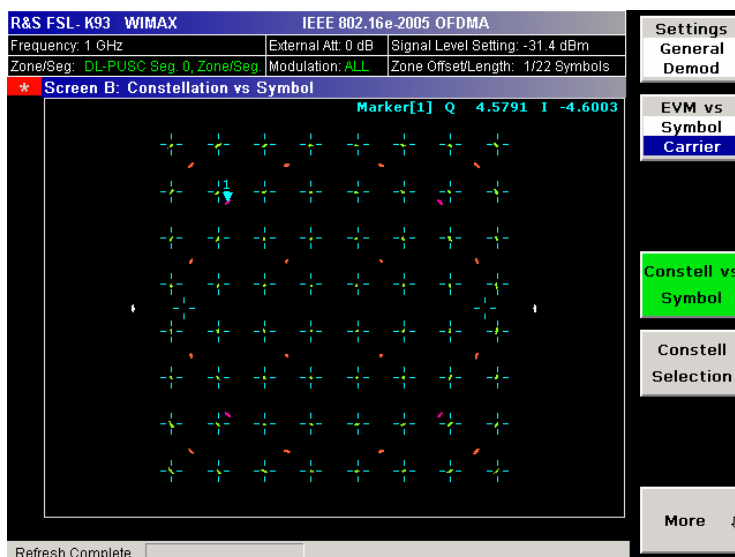 R&S FSL- K93 WIMAX IEEE 802.16e-2005 OFDMA
Frequency: 1 GHz External Att: 0 dB Signal Level Setting: -31.4 dBm
Zone/Seg: DL-PUSC Seg. 0, Zone/Seg. Modulation: ALL Zone Offset/Length: 1/22 Symbols
* Screen B: Constellation vs Symbol
Marker[1] Q 4.5791 I -4.6003
1
Settings
General
Demod
EVM vs
Symbol
Carrier
Constell vs
Symbol
Constell
Selection
More
Refresh Complete